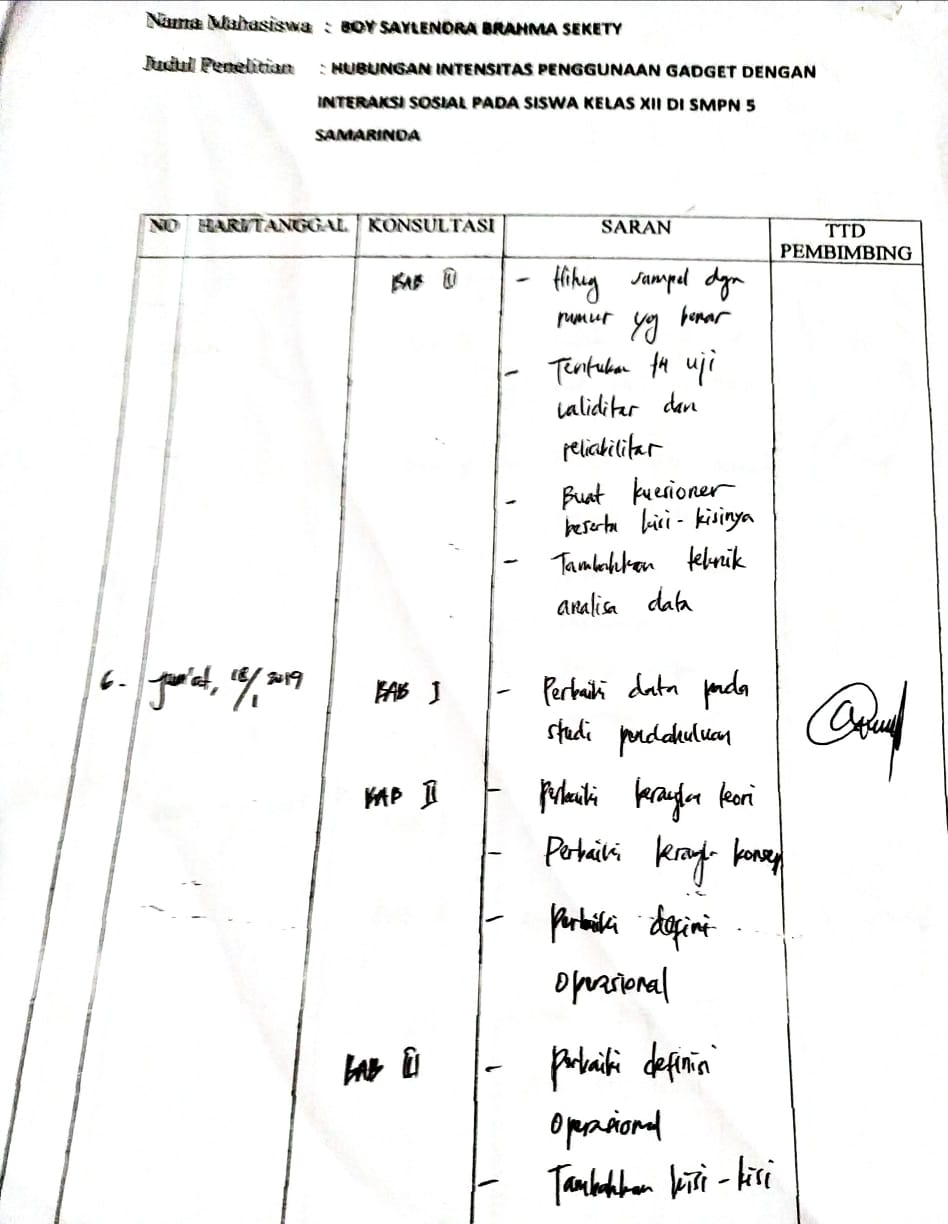 Nama Mahasiswa : BOY SAYLENDRA BRAHMA SEKETY
Judul Penelitian : HUBUNGAN INTENSITAS PENGGUNAAN GADGET DENGAN
INTERAKSI SOSIAL PADA SISWA KELAS XII DI SMPN 5
SAMARINDA
NO HARI/TANGGAL KONSULTASI SARAN TTD
PEMBIMBING
BAB III - Hitung sampel dgn
rumus yg benar
- Tentukan uji
validitas dan
reliabilitas
- Buat kuesioner
beserta kisi-kisinya
- Tambahkan teknik
analisa data
6. Jum'at, 18/1 2019 BAB I - Perbaiki data pada
studi pendahuluan
BAB II - Perbaiki kerangka teori
- Perbaiki kerangka konsep
- Perbaiki definisi
Operasional
BAB III - Perbaiki definisi
Operasional
- Tambahkan kisi-kisi